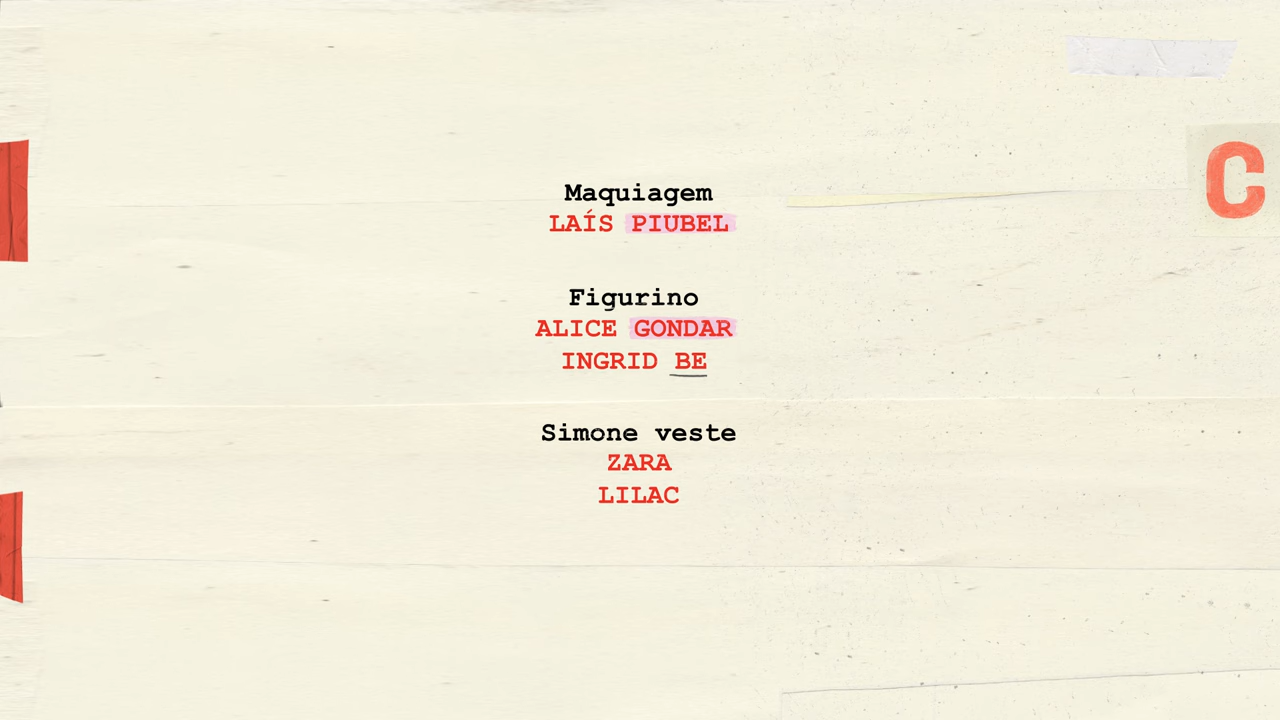 C
Maquiagem
LAÍS PIUBEL
Figurino
ALICE GONDAR
INGRID BE
Simone veste
ZARA
LILAC